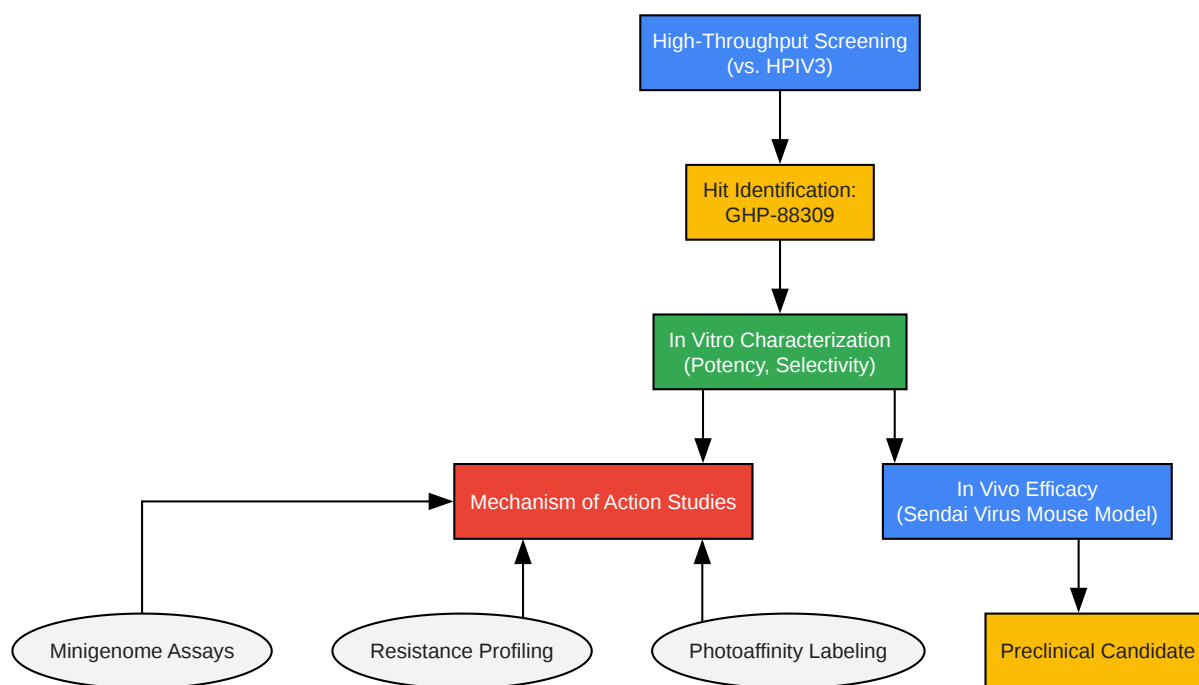 High-Throughput Screening
(vs. HPIV3)
Hit Identification:
GHP-88309
In Vitro Characterization
(Potency, Selectivity)
Mechanism of Action Studies
In Vivo Efficacy
(Sendai Virus Mouse Model)
Minigenome Assays
Resistance Profiling
Photoaffinity Labeling
Preclinical Candidate